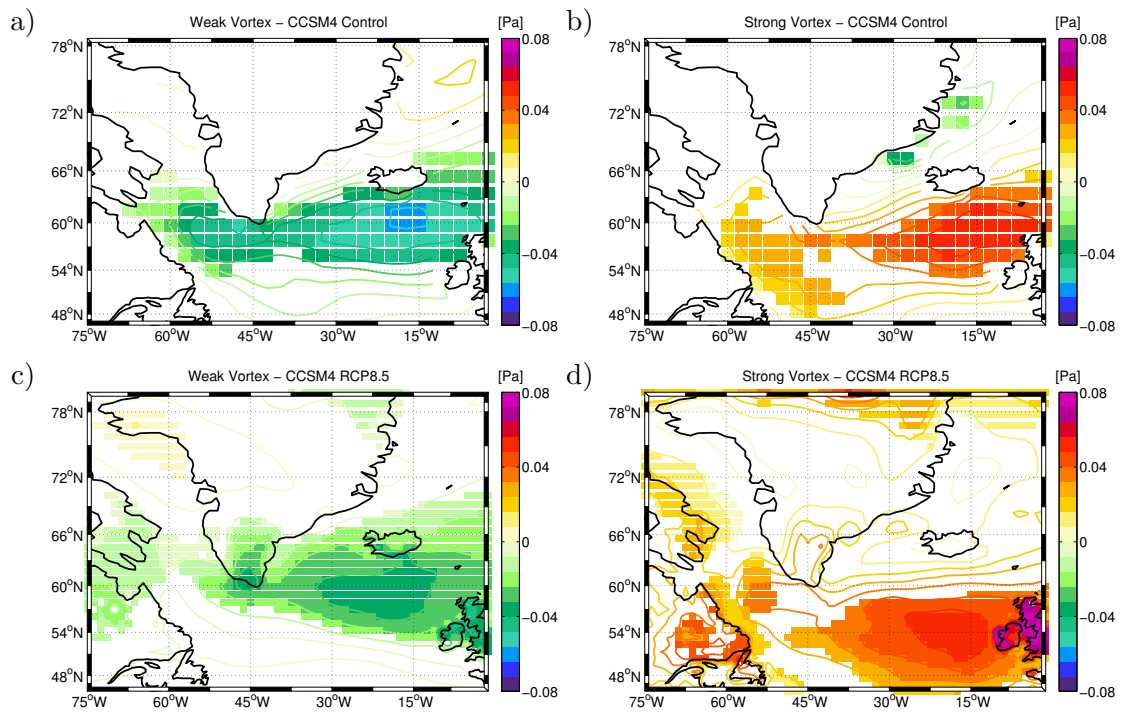 a)
Weak Vortex − CCSM4 Control
[Pa]
78°N
72°N
66°N
60°N
54°N
48°N
75°W
60°W
45°W
30°W
15°W
0.08
0.04
0
−0.04
−0.08
b)
Strong Vortex − CCSM4 Control
[Pa]
78°N
72°N
66°N
60°N
54°N
48°N
75°W
60°W
45°W
30°W
15°W
0.08
0.04
0
−0.04
−0.08
c)
Weak Vortex − CCSM4 RCP8.5
[Pa]
78°N
72°N
66°N
60°N
54°N
48°N
75°W
60°W
45°W
30°W
15°W
0.08
0.04
0
−0.04
−0.08
d)
Strong Vortex − CCSM4 RCP8.5
[Pa]
78°N
72°N
66°N
60°N
54°N
48°N
75°W
60°W
45°W
30°W
15°W
0.08
0.04
0
−0.04
−0.08